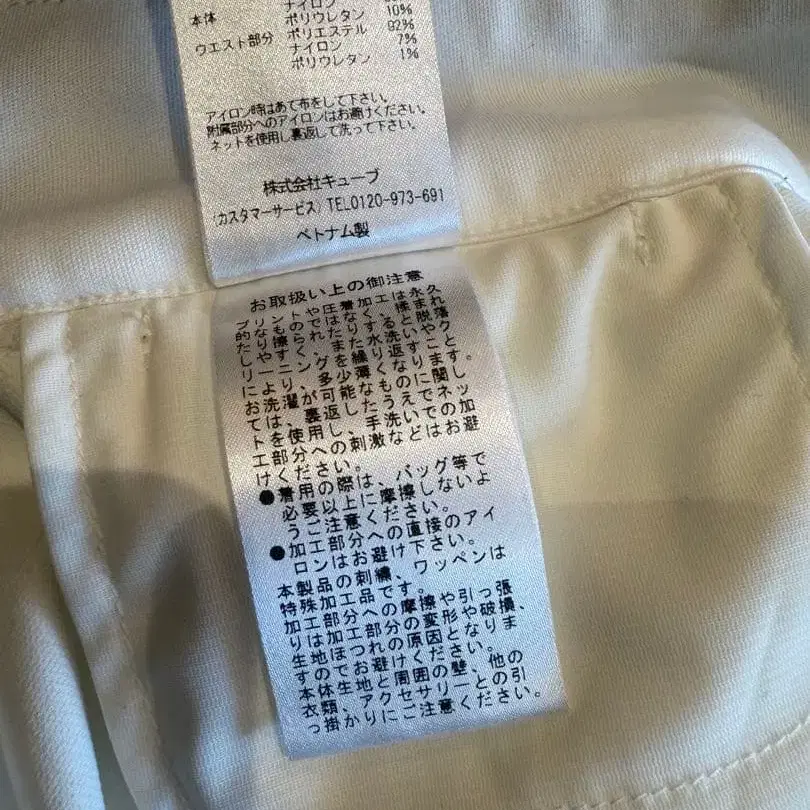 ナイロン
本体 ポリウレタン 10%
ウエスト部分 ポリエステル 92%
ナイロン 7%
ポリウレタン 1%
アイロン時はあて布をして下さい。
附属部分へのアイロンはお避けください。
ネットを使用し裏返して洗って下さい。
株式会社キューブ
(カスタマーサービス) TEL0120-973-691
ベトナム製
お取扱い上の御注意
プリントや圧着加工は永久
的なものではなく、揉まれ
たり擦られたりすると脱落
しやすく、また水洗いやク
リーニングを繰り返すこと
により、多少薄くなります。
お洗濯が可能なものに関し
ては、裏返したうえでネッ
トを使用し、手洗いでの加
工部分への刺激などはお避
けください。
●着用の際は、バッグ等で
必要以上に摩擦しないよ
うご注意ください。
●加工部分への直接のアイ
ロンはお避け下さい。
本製品の刺繍、ワッペンは
特殊加工品です。
加工部分への摩擦や引っ張
りは加工部分の変形や破損、
生地ほつれの原因となりま
すのでお避けください。
本体生地と周囲の壁、他の
衣類、アクセサリーとの引
っ掛かりにご注意ください。